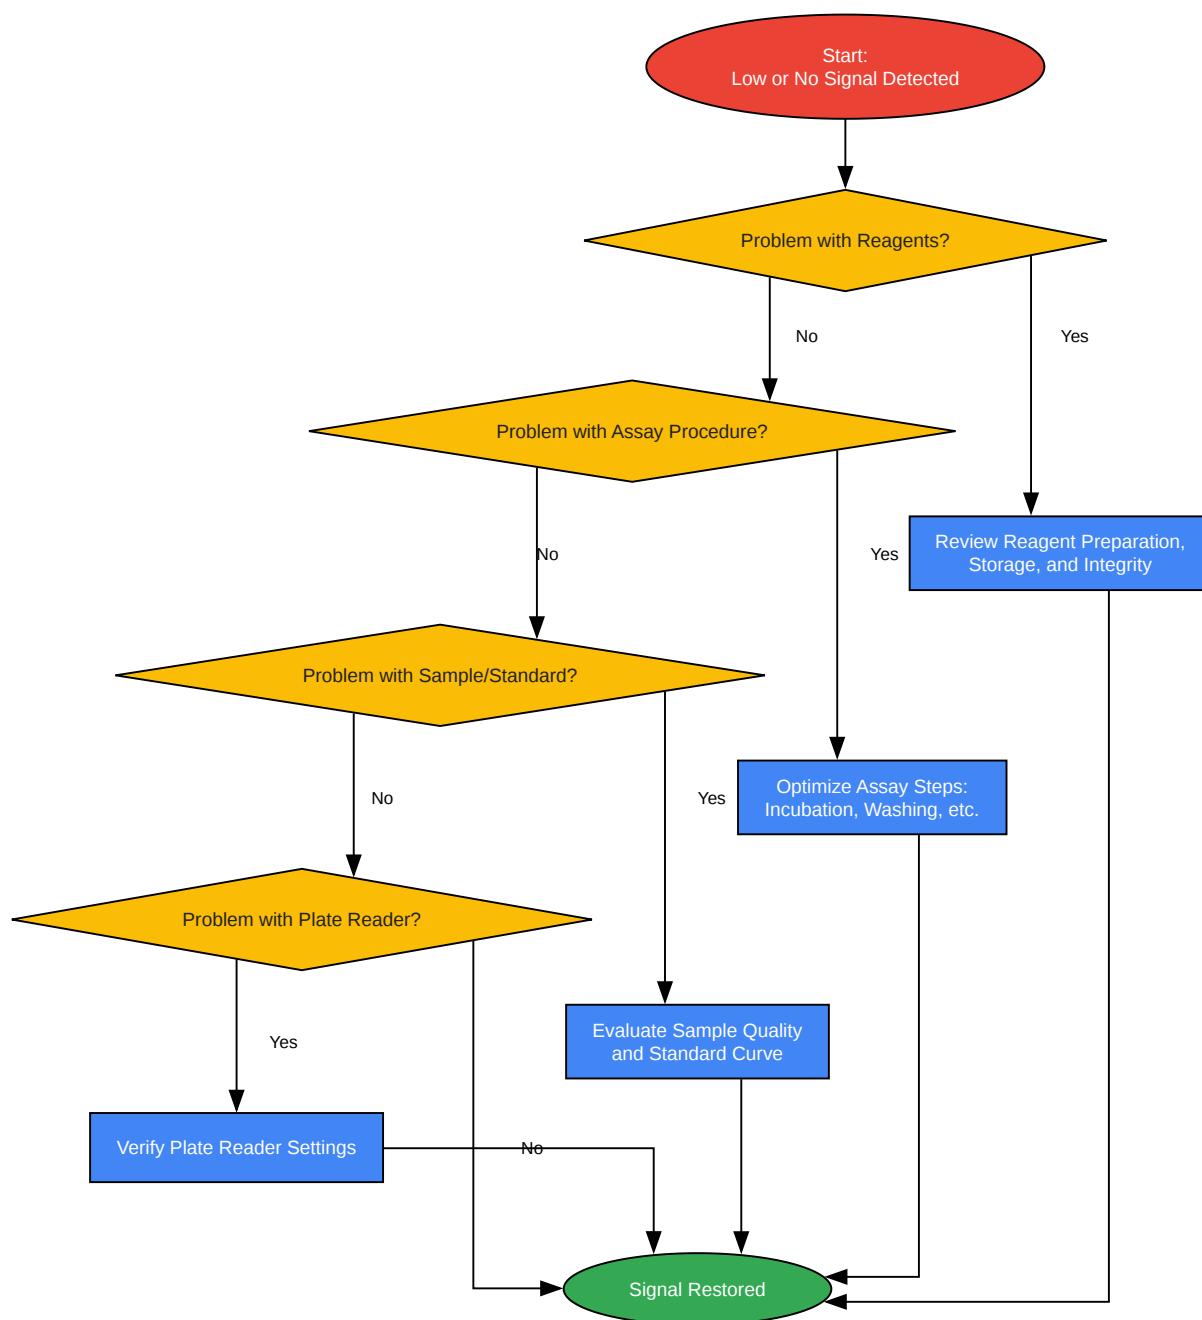 Start:
Low or No Signal Detected
Problem with Reagents?
No
Yes
Problem with Assay Procedure?
Review Reagent Preparation,
Storage, and Integrity
No
Yes
Problem with Sample/Standard?
Optimize Assay Steps:
Incubation, Washing, etc.
No
Yes
Problem with Plate Reader?
Evaluate Sample Quality
and Standard Curve
Yes
Verify Plate Reader Settings
No
Signal Restored